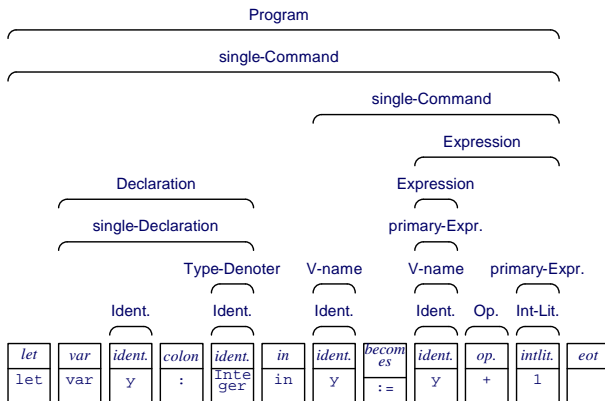 Program
single-Command
single-Command
Expression
Declaration Expression
single-Declaration primary-Expr.
Type-Denoter V-name V-name primary-Expr.
Ident. Ident. Ident. Ident. Op. Int-Lit.
let var ident. colon ident. in ident. becom es ident. op. intlit. eot
let var y : Inte ger in y := y + 1